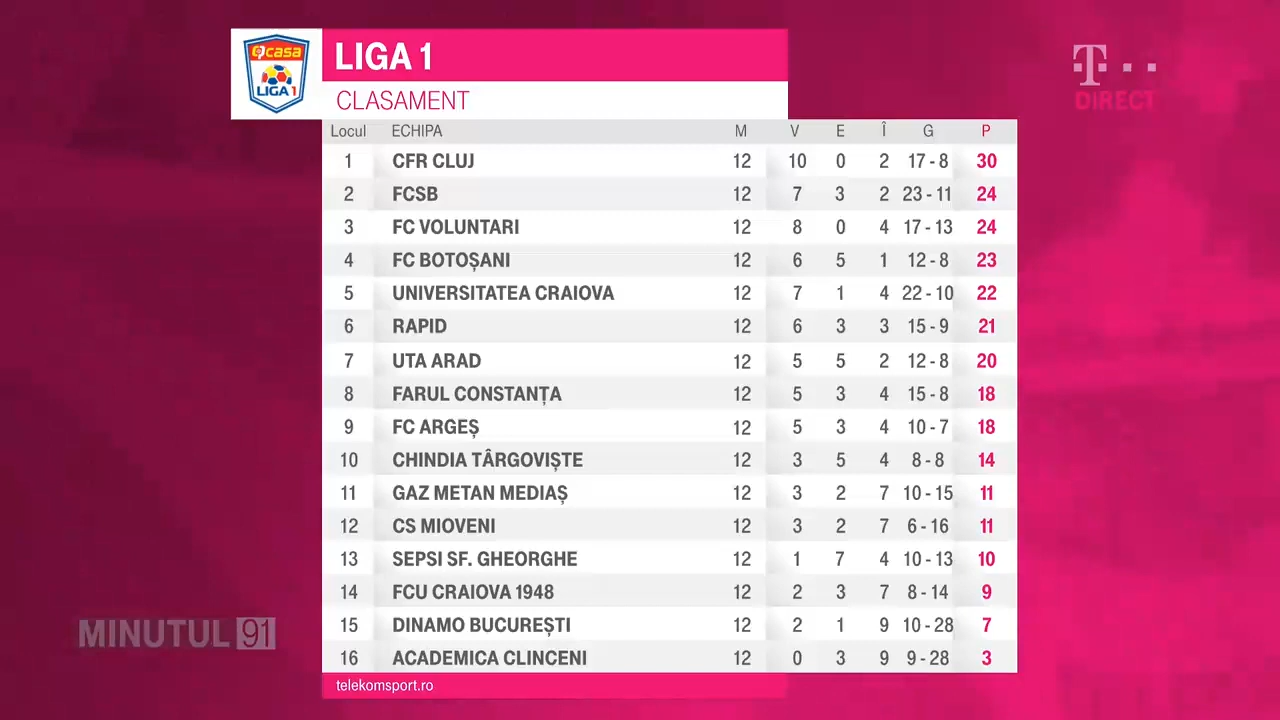 casa
LIGA 1
LIGA 1
CLASAMENT
T
DIRECT
Locul ECHIPA M V E Î G P
1 CFR CLUJ 12 10 0 2 17 - 8 30
2 FCSB 12 7 3 2 23 - 11 24
3 FC VOLUNTARI 12 8 0 4 17 - 13 24
4 FC BOTOȘANI 12 6 5 1 12 - 8 23
5 UNIVERSITATEA CRAIOVA 12 7 1 4 22 - 10 22
6 RAPID 12 6 3 3 15 - 9 21
7 UTA ARAD 12 5 5 2 12 - 8 20
8 FARUL CONSTANȚA 12 5 3 4 15 - 8 18
9 FC ARGEȘ 12 5 3 4 10 - 7 18
10 CHINDIA TÂRGOVIȘTE 12 3 5 4 8 - 8 14
11 GAZ METAN MEDIAȘ 12 3 2 7 10 - 15 11
12 CS MIOVENI 12 3 2 7 6 - 16 11
13 SEPSI SF. GHEORGHE 12 1 7 4 10 - 13 10
14 FCU CRAIOVA 1948 12 2 3 7 8 - 14 9
15 DINAMO BUCUREȘTI 12 2 1 9 10 - 28 7
16 ACADEMICA CLINCENI 12 0 3 9 9 - 28 3
MINUTUL 91
telekomsport.ro